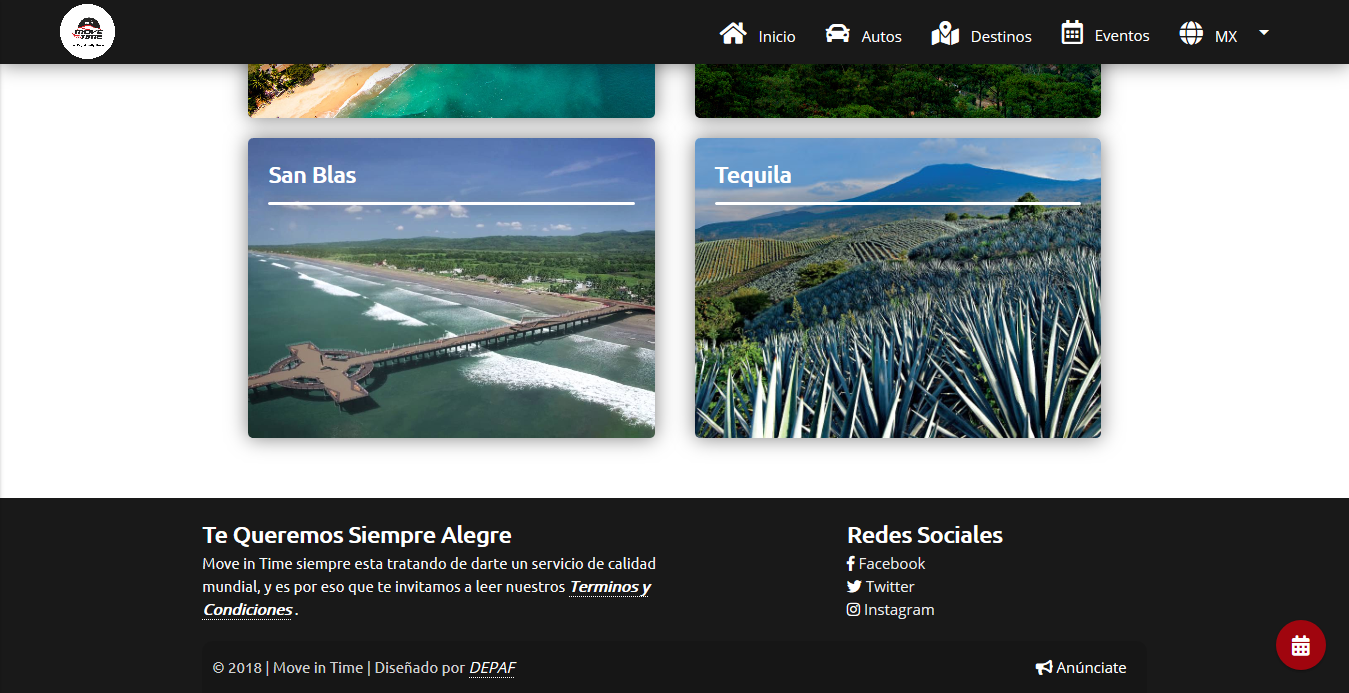 MOVE
Inicio
Autos
Destinos
Eventos
MX
San Blas
Tequila
Te Queremos Siempre Alegre
Move in Time siempre esta tratando de darte un servicio de calidad
mundial, y es por eso que te invitamos a leer nuestros Terminos y
Condiciones .
Redes Sociales
Facebook
Twitter
Instagram
© 2018 | Move in Time | Diseñado por DEPAF
Anúnciate